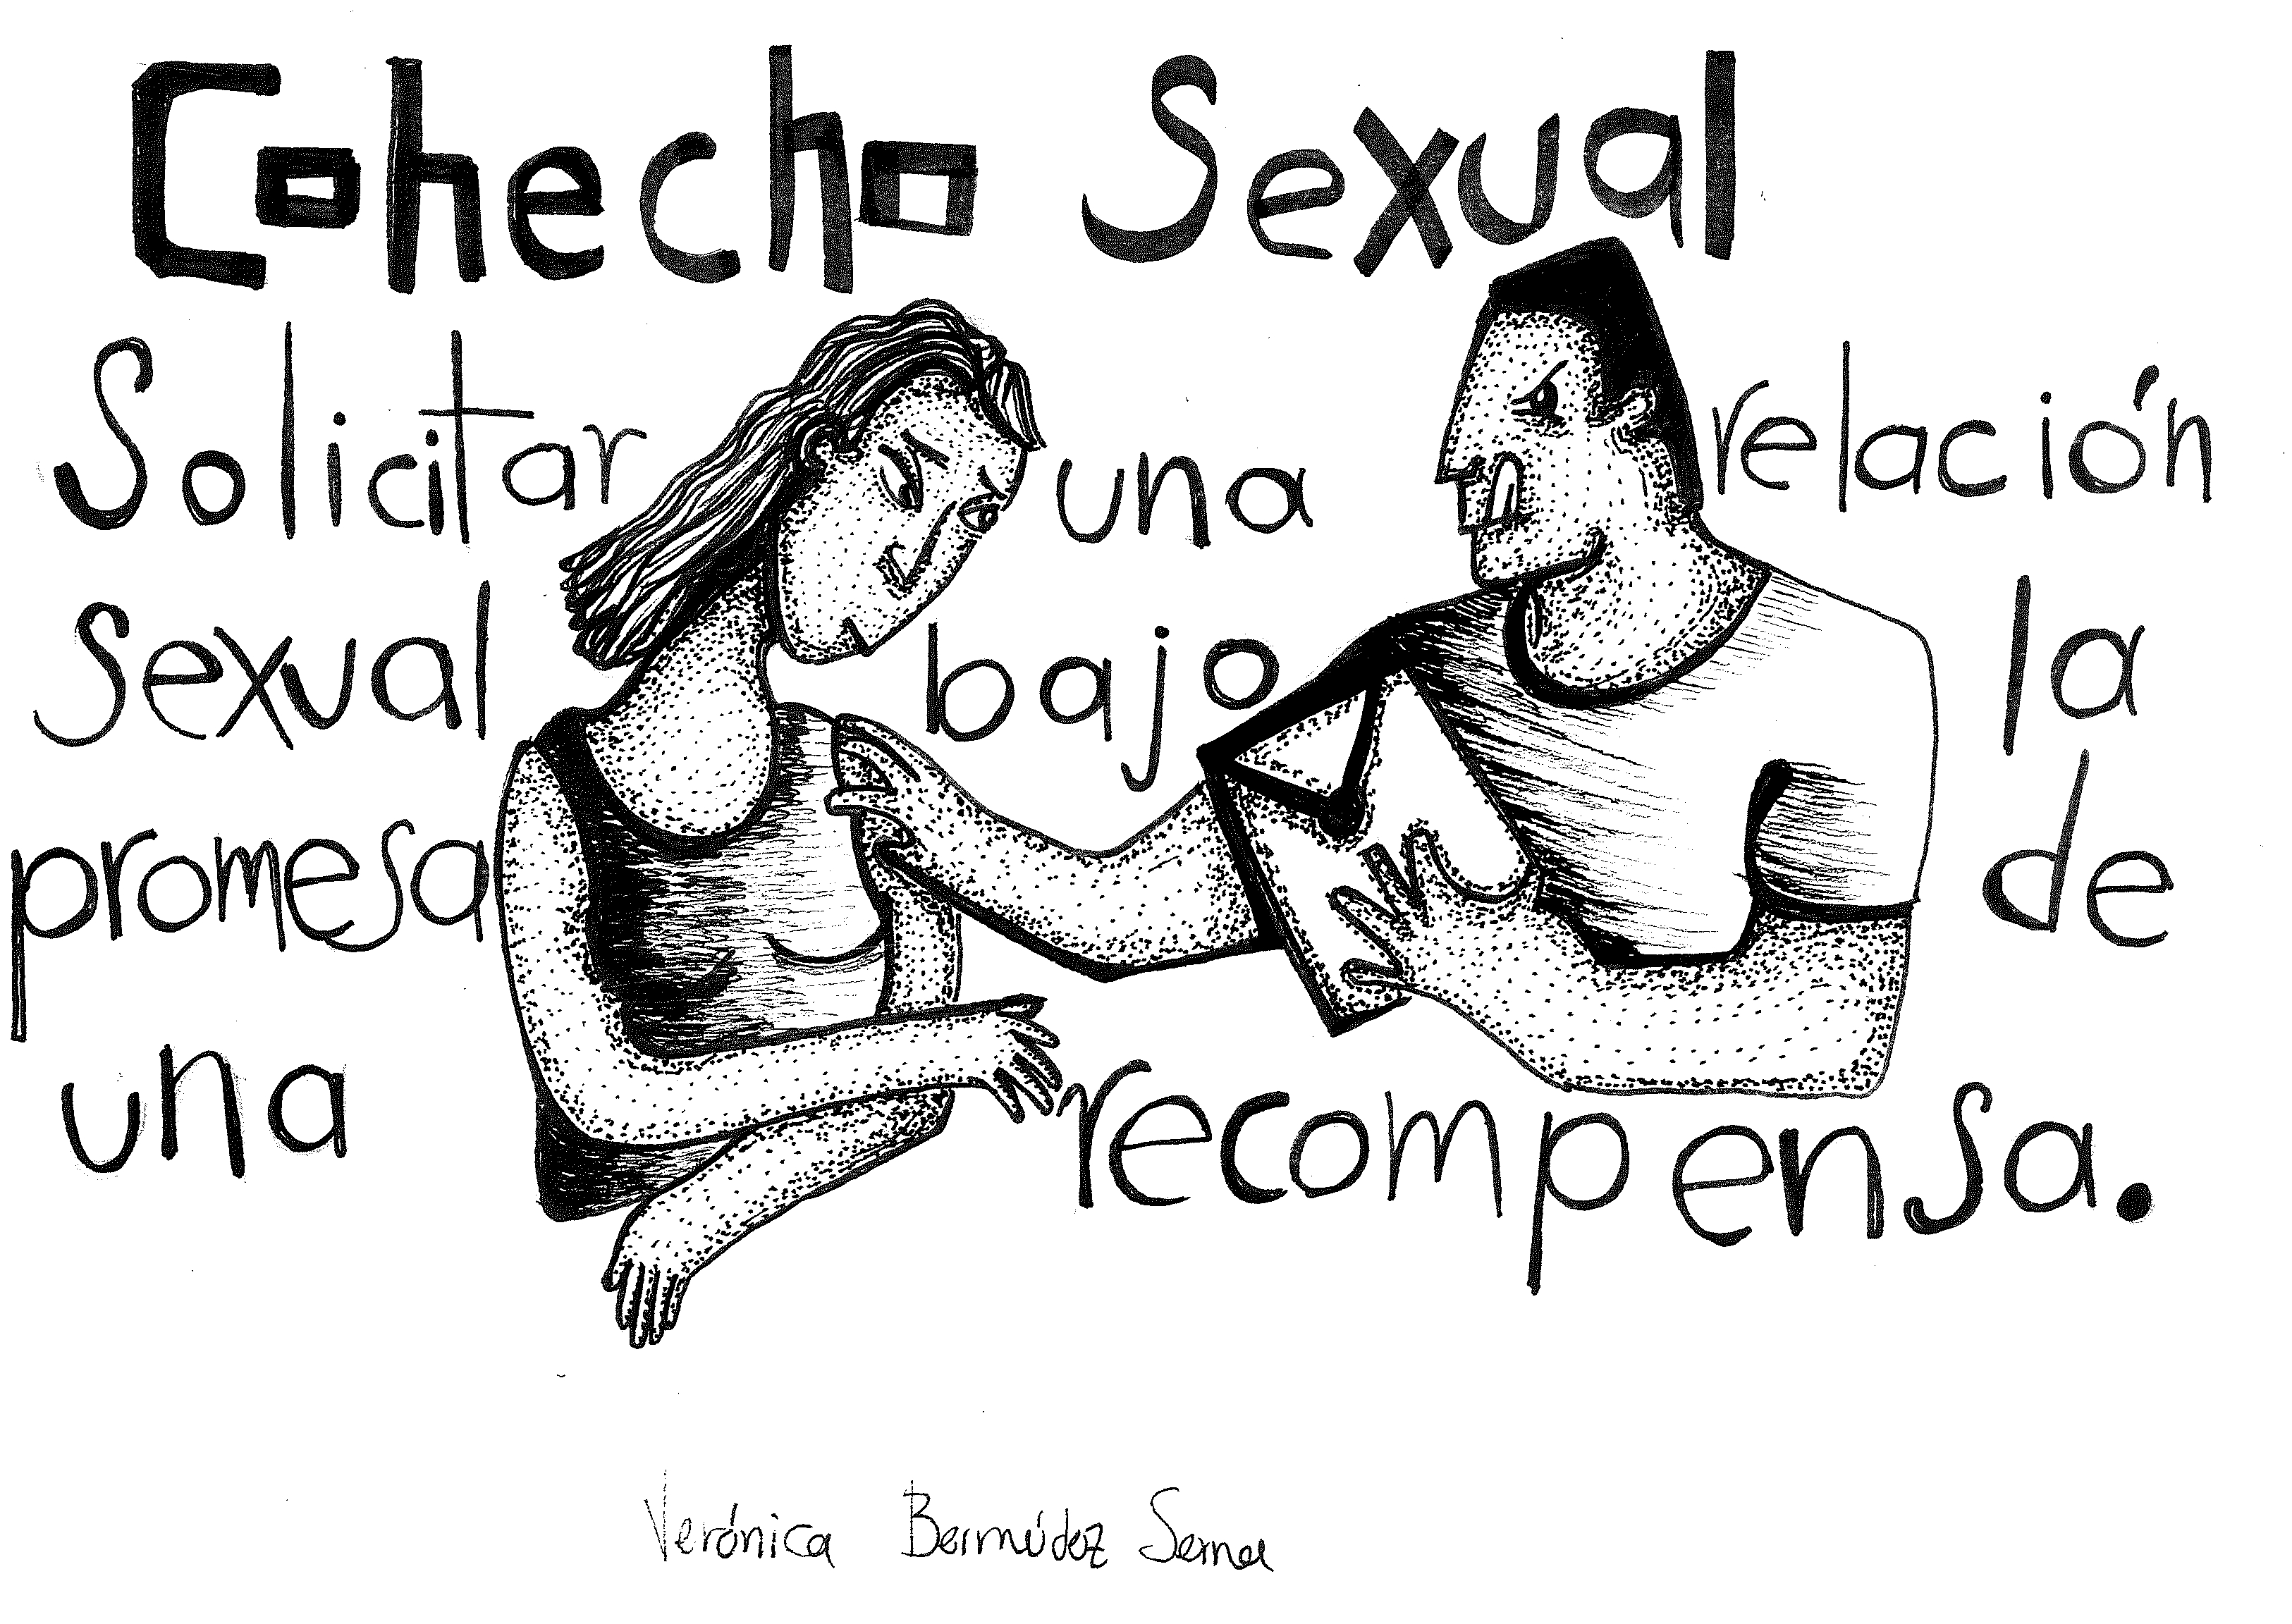 Cohecho Sexual
Solicitar una relación
sexual bajo la
promesa de
una recompensa.
Verónica Bermúdez Serna